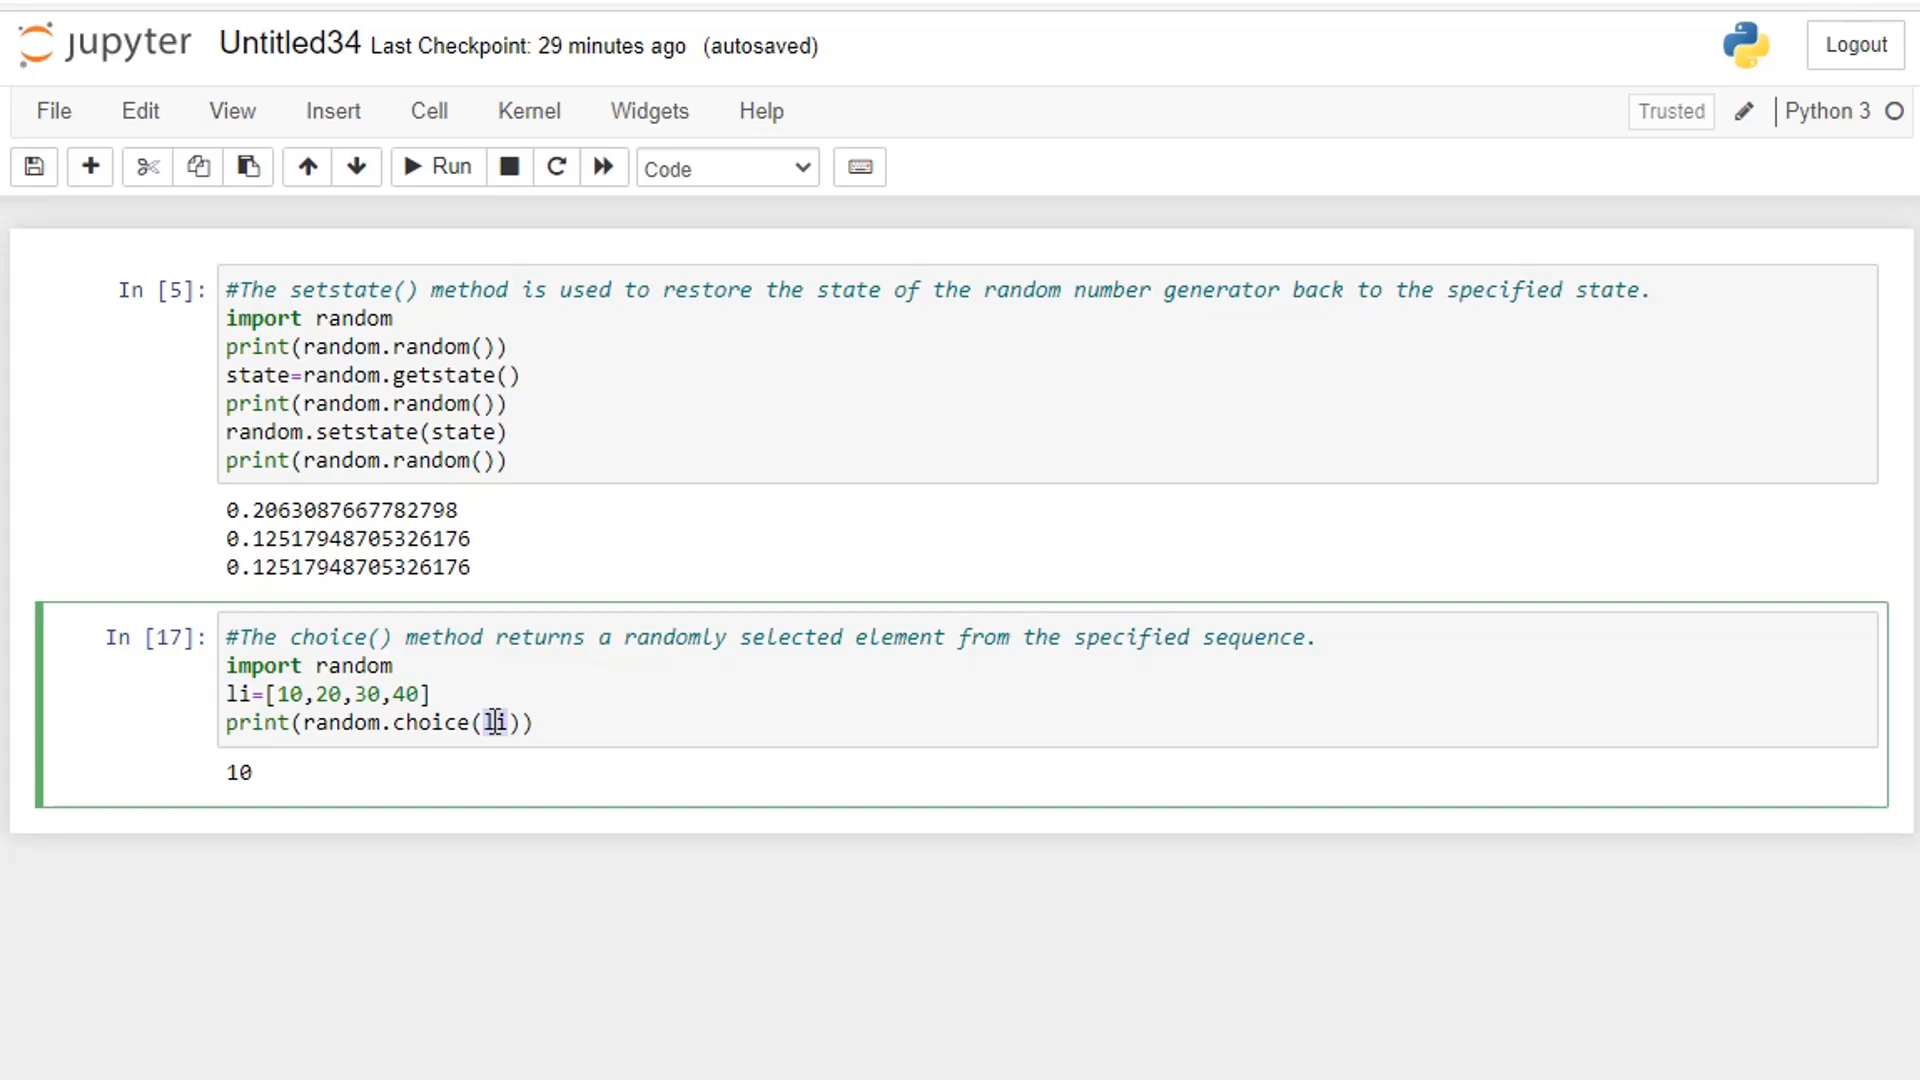 jupyter Untitled34 Last Checkpoint: 29 minutes ago (autosaved) Logout
File Edit View Insert Cell Kernel Widgets Help Trusted Python 3
Run Code
In [5]: #The setstate() method is used to restore the state of the random number generator back to the specified state.
import random
print(random.random())
state=random.getstate()
print(random.random())
random.setstate(state)
print(random.random())
0.2063087667782798
0.12517948705326176
0.12517948705326176
In [17]: #The choice() method returns a randomly selected element from the specified sequence.
import random
li=[10,20,30,40]
print(random.choice(li))
10